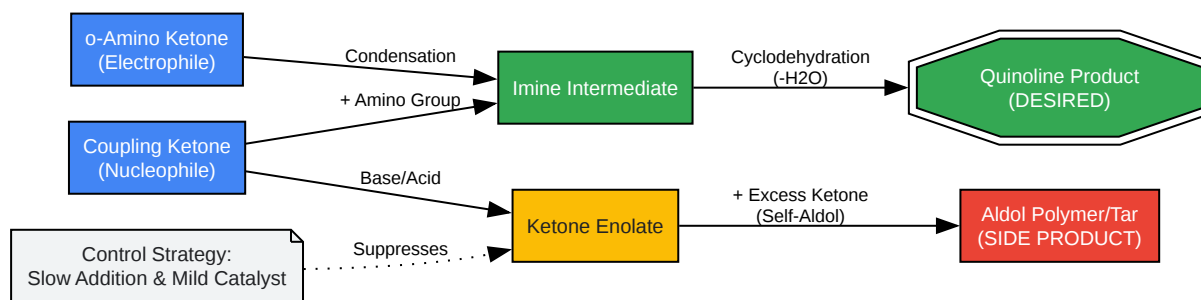 o-Amino Ketone
(Electrophile)
Condensation
+ Amino Group
Coupling Ketone
(Nucleophile)
Imine Intermediate
Cyclodehydration
(-H2O)
Quinoline Product
(DESIRED)
Base/Acid
Ketone Enolate
+ Excess Ketone
(Self-Aldol)
Aldol Polymer/Tar
(SIDE PRODUCT)
Control Strategy:
Slow Addition & Mild Catalyst
Suppresses